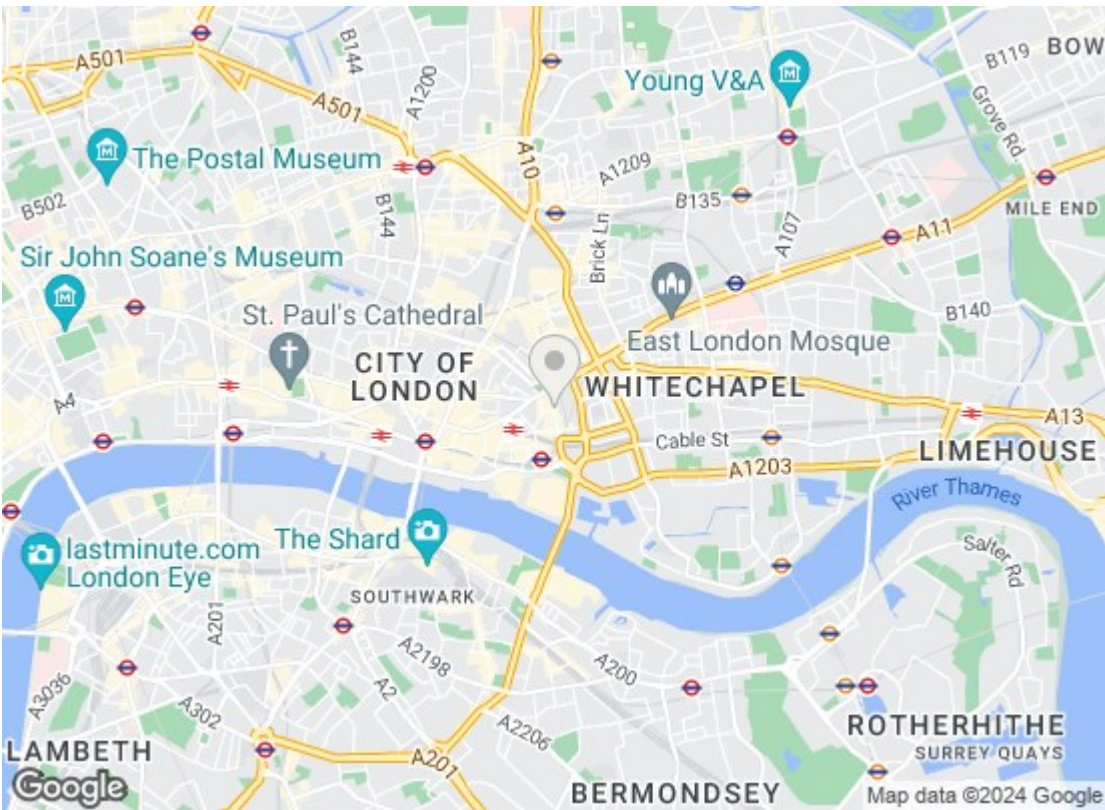 A501
B144
A1200
B119
BOW
Young V&A
A501
Grove Rd
The Postal Museum
A10
A1209
B502
B144
B135
MILE END
Brick Ln
A107
A11
Sir John Soane's Museum
B140
St. Paul's Cathedral
East London Mosque
CITY OF
LONDON
WHITECHAPEL
A4
A13
Cable St
LIMEHOUSE
A1203
River Thames
The Shard
lastminute.com
London Eye
Salter Rd
SOUTHWARK
A201
A2198
A200
A3036
A2
A302
A2206
ROTHERHITHE
SURREY QUAYS
LAMBETH
A201
Google
BERMONDSEY
Map data ©2024 Google